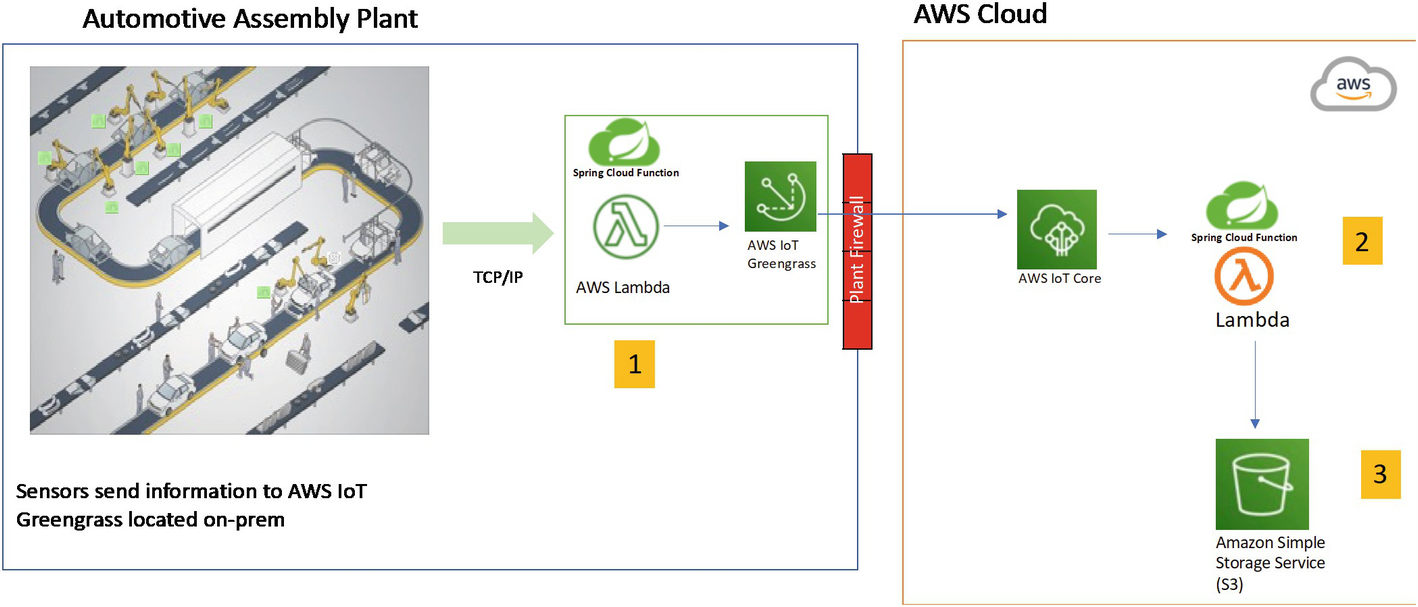 Automotive Assembly Plant
AWS Cloud
aws
Spring Cloud Function
AWS Lambda
AWS IoT
Greengrass
TCP/IP
Plant Firewall
1
AWS IoT Core
Spring Cloud Function
Lambda
2
3
Amazon Simple
Storage Service
(S3)
Sensors send information to AWS IoT
Greengrass located on-prem